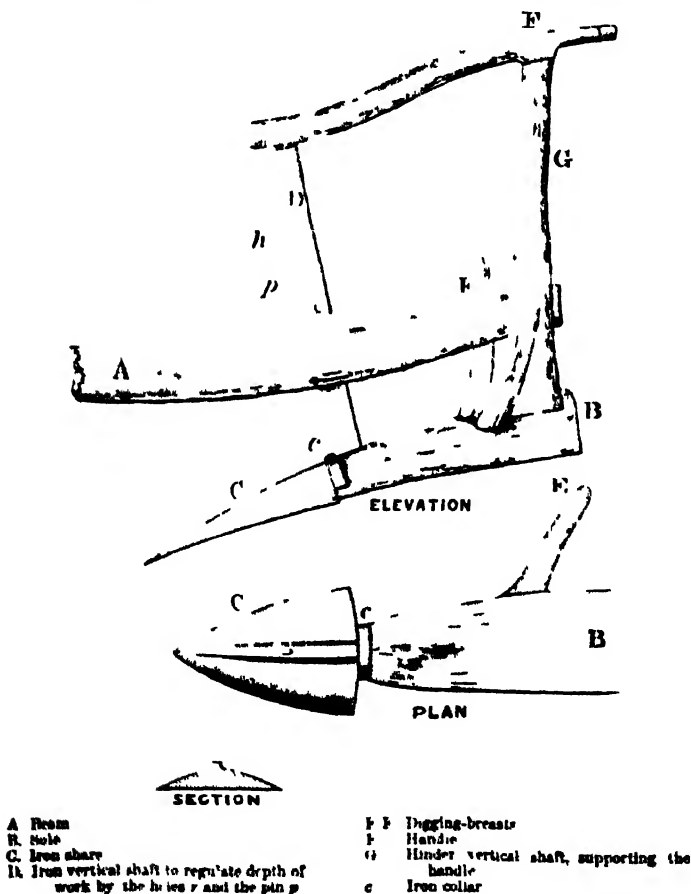 F
D
G
h
P
F
A
B
C
C
ELEVATION
E
C
c
B
PLAN
SECTION
A Beam
B. Sole
C. Iron share
D. Iron vertical shaft to regulate depth of
work by the holes and the pin p
Digging-breasts
Handle
G Hinder vertical shaft, supporting the
handle
c Iron collar